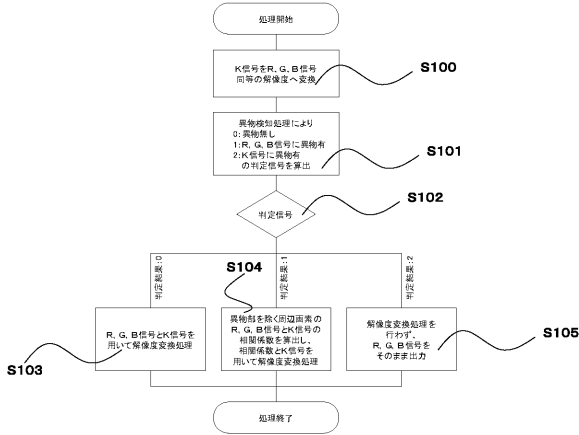 処理開始
K信号をR、G、B信号
同等の解像度へ変換
S100
異物検知処理により
0：異物無し
1：R、G、B信号に異物有
2：K信号に異物有
の判定信号を算出
S101
判定信号
S102
判定結果：0
判定結果：1
判定結果：2
S104
R、G、B信号とK信号を
用いて解像度変換処理
S103
異物部を除く周辺画素の
R、G、B信号とK信号の
相関係数を算出し、
相関係数とK信号を
用いて解像度変換処理
解像度変換処理を
行わず、
R、G、B信号を
そのまま出力
S105
処理終了